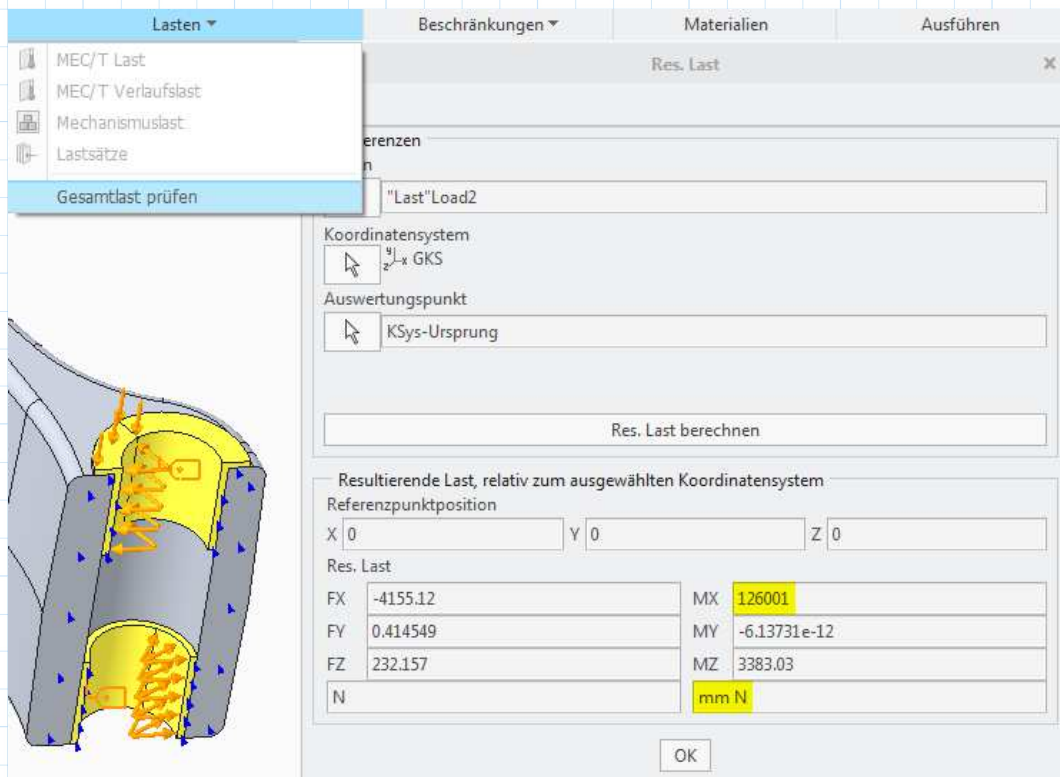 Lasten Beschränkungen Materialien Ausführen
MEC/T Last
MEC/T Verlaufslast
Mechanismuslast
Lastsätze
Gesamtlast prüfen
Res. Last
erenzen
n
"Last"Load2
Koordinatensystem
y x z GKS
Auswertungspunkt
KSys-Ursprung
Res. Last berechnen
Resultierende Last, relativ zum ausgewählten Koordinatensystem
Referenzpunktposition
X 0 Y 0 Z 0
Res. Last
FX -4155.12 MX 126001
FY 0.414549 MY -6.13731e-12
FZ 232.157 MZ 3383.03
N mm N
OK